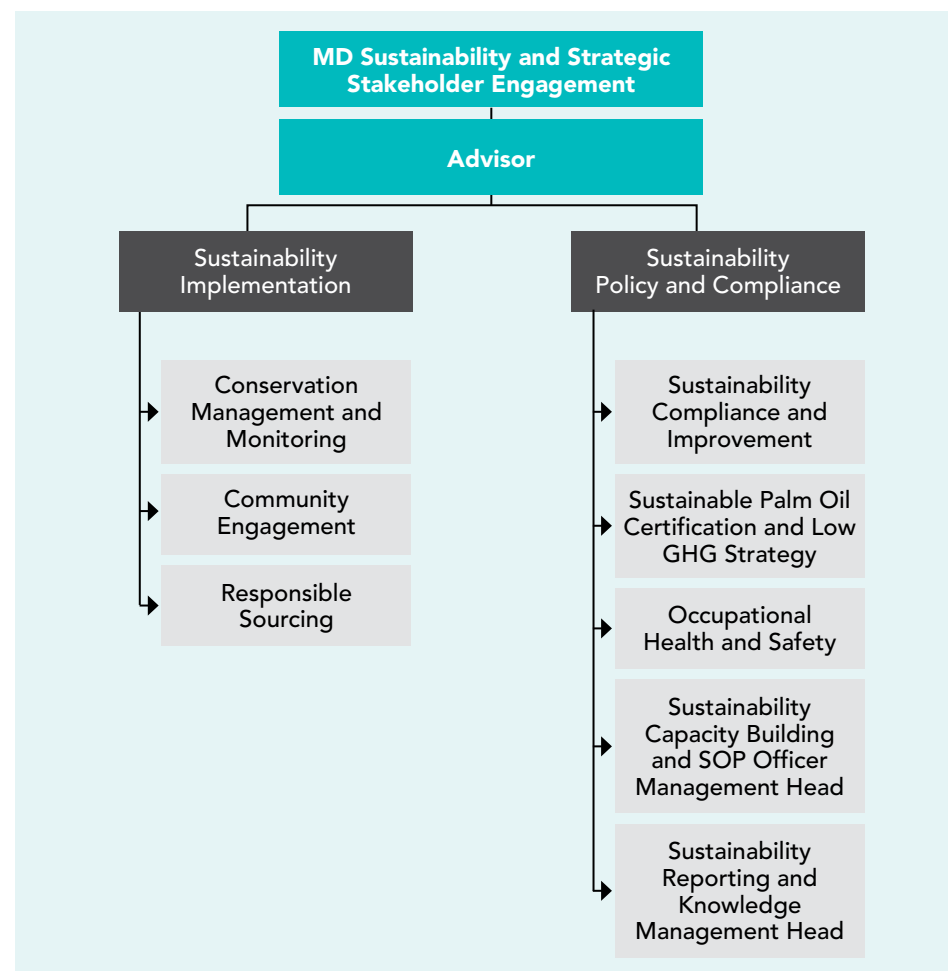 MD Sustainability and Strategic
Stakeholder Engagement
Advisor
Sustainability
Implementation
Conservation
Management and
Monitoring
Community
Engagement
Responsible
Sourcing
Sustainability
Policy and Compliance
Sustainability
Compliance and
Improvement
Sustainable Palm Oil
Certification and Low
GHG Strategy
Occupational
Health and Safety
Sustainability
Capacity Building
and SOP Officer
Management Head
Sustainability
Reporting and
Knowledge
Management Head